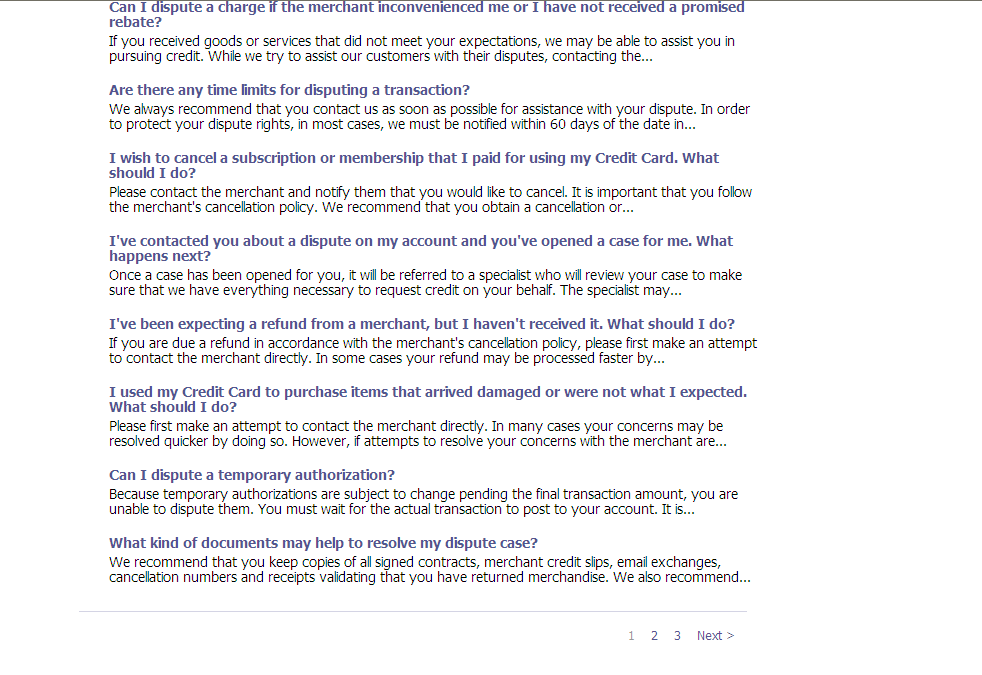 Can I dispute a charge if the merchant inconvenienced me or I have not received a promised
rebate?
If you received goods or services that did not meet your expectations, we may be able to assist you in
pursuing credit. While we try to assist our customers with their disputes, contacting the...
Are there any time limits for disputing a transaction?
We always recommend that you contact us as soon as possible for assistance with your dispute. In order
to protect your dispute rights, in most cases, we must be notified within 60 days of the date in...
I wish to cancel a subscription or membership that I paid for using my Credit Card. What
should I do?
Please contact the merchant and notify them that you would like to cancel. It is important that you follow
the merchant's cancellation policy. We recommend that you obtain a cancellation or...
I've contacted you about a dispute on my account and you've opened a case for me. What
happens next?
Once a case has been opened for you, it will be referred to a specialist who will review your case to make
sure that we have everything necessary to request credit on your behalf. The specialist may...
I've been expecting a refund from a merchant, but I haven't received it. What should I do?
If you are due a refund in accordance with the merchant's cancellation policy, please first make an attempt
to contact the merchant directly. In some cases your refund may be processed faster by...
I used my Credit Card to purchase items that arrived damaged or were not what I expected.
What should I do?
Please first make an attempt to contact the merchant directly. In many cases your concerns may be
resolved quicker by doing so. However, if attempts to resolve your concerns with the merchant are...
Can I dispute a temporary authorization?
Because temporary authorizations are subject to change pending the final transaction amount, you are
unable to dispute them. You must wait for the actual transaction to post to your account. It is...
What kind of documents may help to resolve my dispute case?
We recommend that you keep copies of all signed contracts, merchant credit slips, email exchanges,
cancellation numbers and receipts validating that you have returned merchandise. We also recommend...
1 2 3 Next >